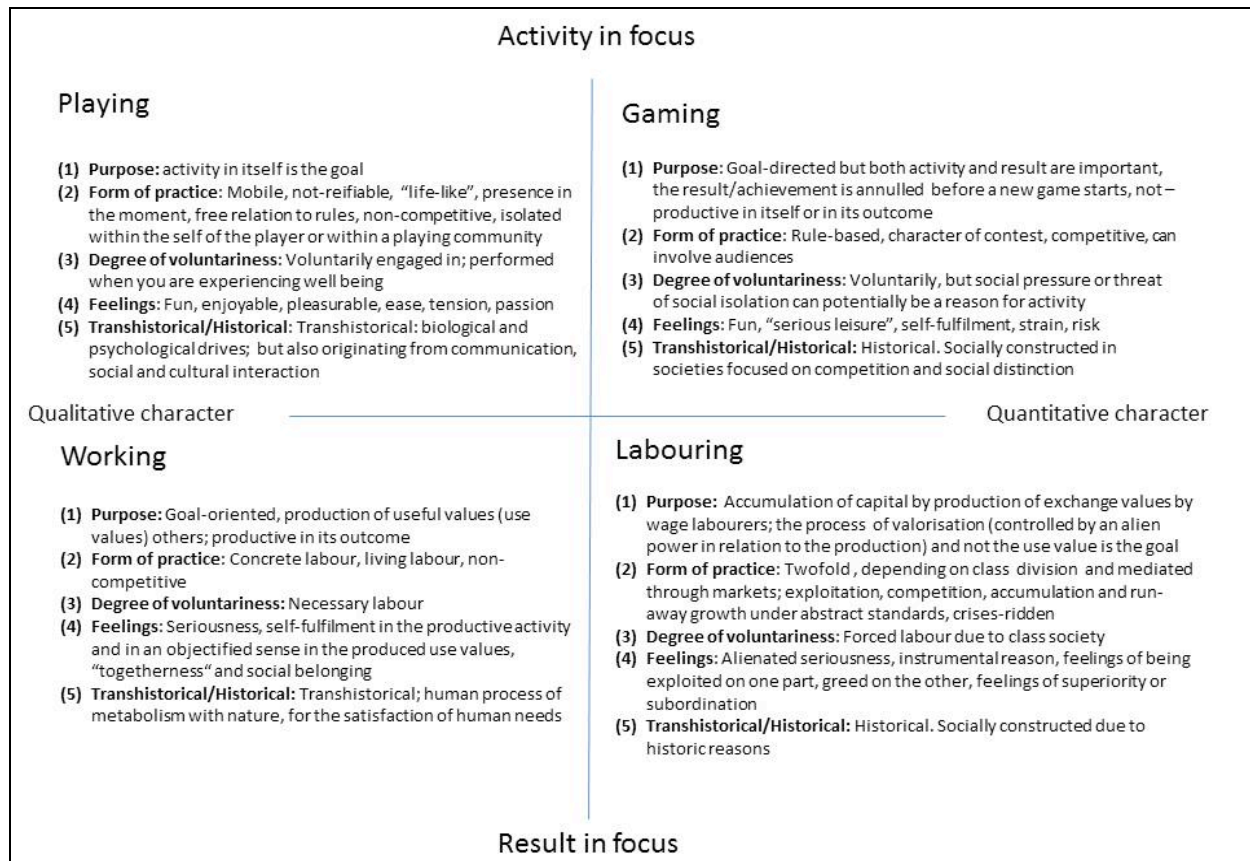 Activity in focus
Playing
(1) Purpose: activity in itself is the goal
(2) Form of practice: Mobile, not-reifiable, “life-like”, presence in
the moment, free relation to rules, non-competitive, isolated
within the self of the player or within a playing community
(3) Degree of voluntariness: Voluntarily engaged in; performed
when you are experiencing well being
(4) Feelings: Fun, enjoyable, pleasurable, ease, tension, passion
(5) Transhistorical/Historical: Transhistorical: biological and
psychological drives; but also originating from communication,
social and cultural interaction
Gaming
(1) Purpose: Goal-directed but both activity and result are important,
the result/achievement is annulled before a new game starts, not –
productive in itself or in its outcome
(2) Form of practice: Rule-based, character of contest, competitive, can
involve audiences
(3) Degree of voluntariness: Voluntarily, but social pressure or threat
of social isolation can potentially be a reason for activity
(4) Feelings: Fun, “serious leisure”, self-fulfilment, strain, risk
(5) Transhistorical/Historical: Historical. Socially constructed in
societies focused on competition and social distinction
Qualitative character
Quantitative character
Working
(1) Purpose: Goal-oriented, production of useful values (use
values) others; productive in its outcome
(2) Form of practice: Concrete labour, living labour, non-
competitive
(3) Degree of voluntariness: Necessary labour
(4) Feelings: Seriousness, self-fulfilment in the productive activity
and in an objectified sense in the produced use values,
“togetherness“ and social belonging
(5) Transhistorical/Historical: Transhistorical; human process of
metabolism with nature, for the satisfaction of human needs
Labouring
(1) Purpose: Accumulation of capital by production of exchange values by
wage labourers; the process of valorisation (controlled by an alien
power in relation to the production) and not the use value is the goal
(2) Form of practice: Twofold , depending on class division and mediated
through markets; exploitation, competition, accumulation and run-
away growth under abstract standards, crises-ridden
(3) Degree of voluntariness: Forced labour due to class society
(4) Feelings: Alienated seriousness, instrumental reason, feelings of being
exploited on one part, greed on the other, feelings of superiority or
subordination
(5) Transhistorical/Historical: Historical. Socially constructed due to
historic reasons
Result in focus